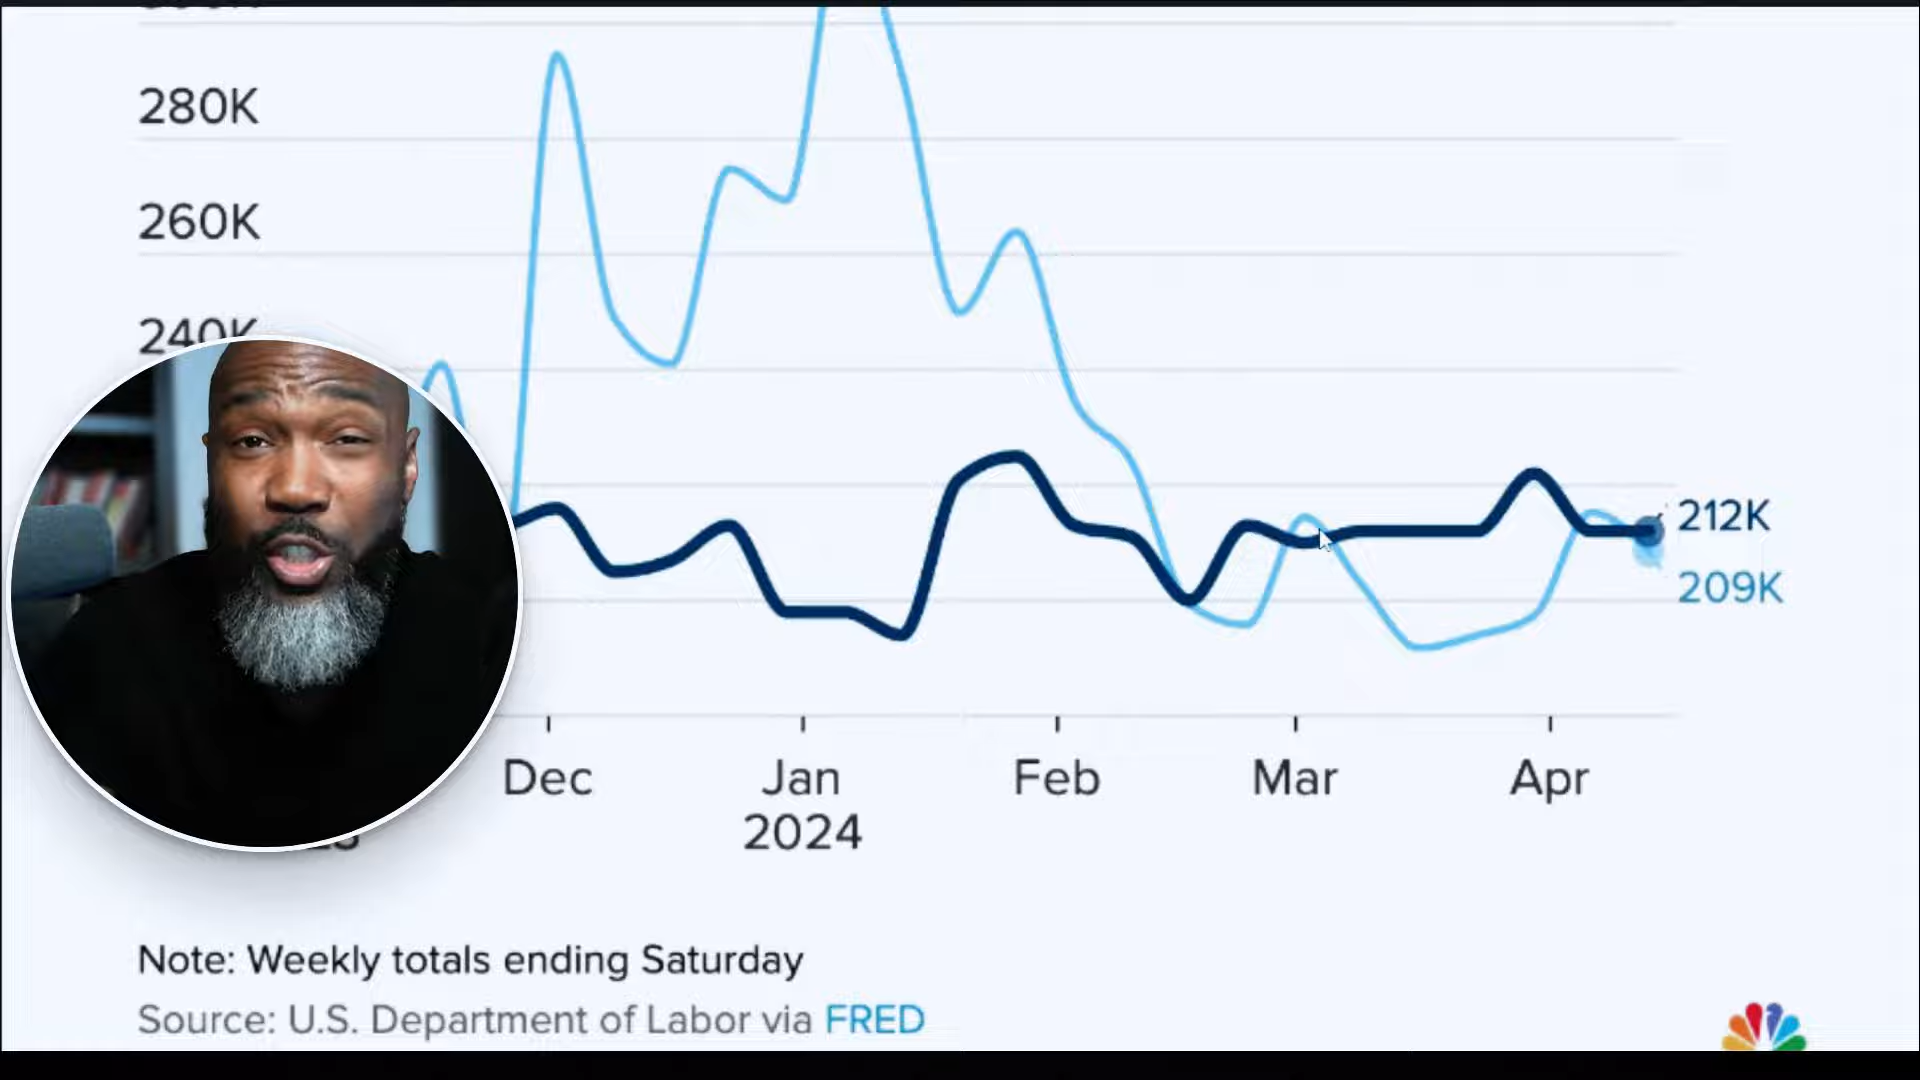 280K
260K
240K
212K
209K
Dec
Jan
Feb
Mar
Apr
2024
Note: Weekly totals ending Saturday
Source: U.S. Department of Labor via FRED